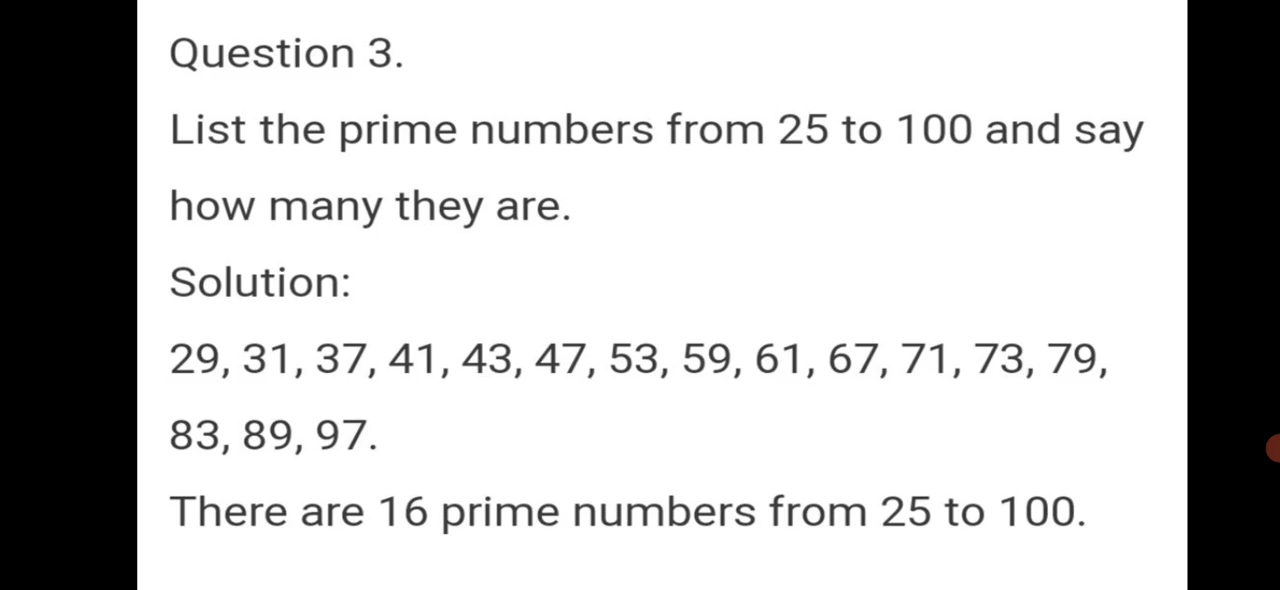 Question 3.
List the prime numbers from 25 to 100 and say
how many they are.
Solution:
29, 31, 37, 41, 43, 47, 53, 59, 61, 67, 71, 73, 79,
83, 89, 97.
There are 16 prime numbers from 25 to 100.